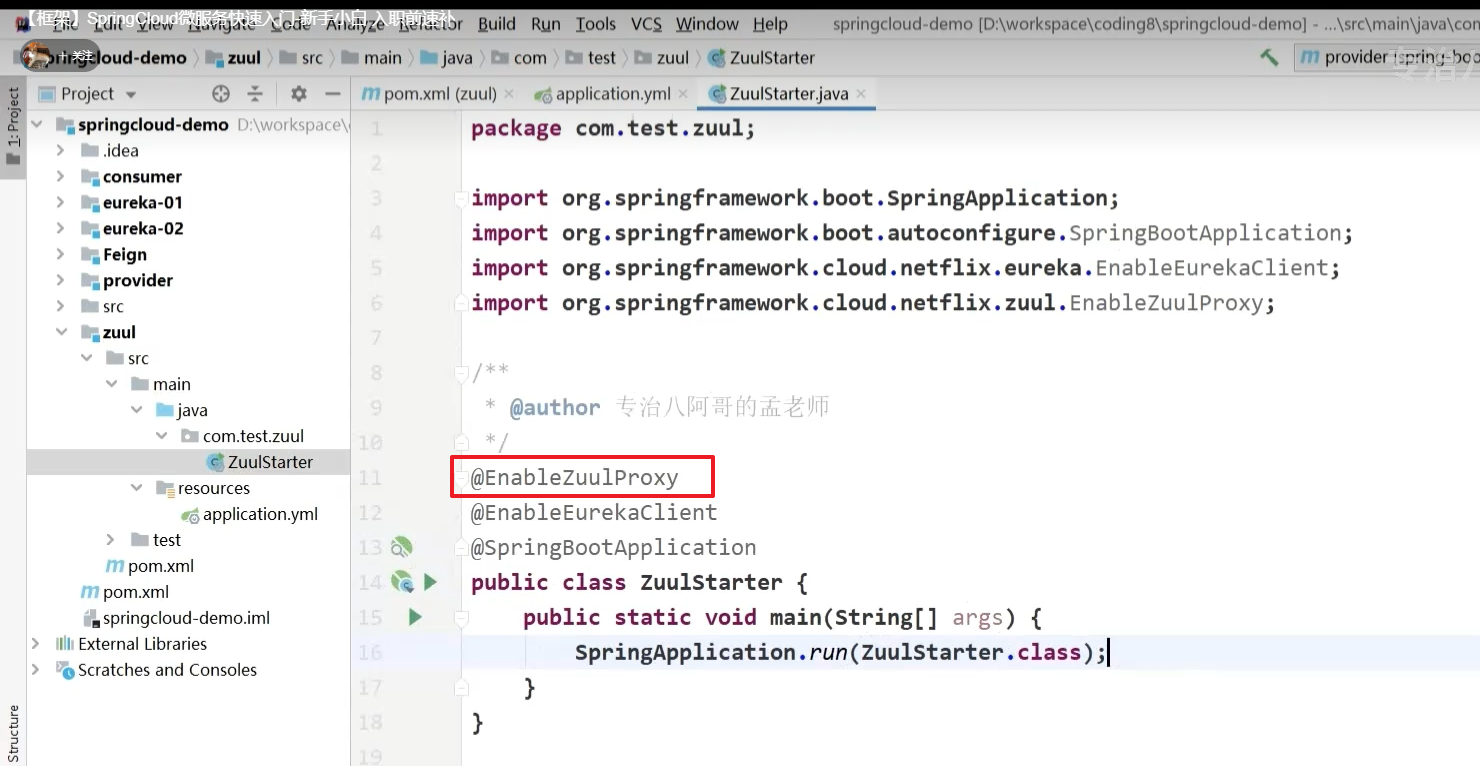 【框架】SpringCloud微服务快速入门-新手小白-入职前速补
File Edit View Navigate Code Analyze Refactor Build Run Tools VCS Window Help springcloud-demo [D:\workspace\coding8\springcloud-demo] - ...\src\main\java\con
+ 关注
springcloud-demo zuul src main java com test zuul ZuulStarter
provider
Project
pom.xml (zuul) application.yml ZuulStarter.java
1: Project
springcloud-demo D:\workspace\
.idea
consumer
eureka-01
eureka-02
Feign
provider
src
zuul
src
main
java
com.test.zuul
ZuulStarter
resources
application.yml
test
pom.xml
pom.xml
springcloud-demo.iml
External Libraries
Scratches and Consoles
Structure
1 package com.test.zuul;
2
3 import org.springframework.boot.SpringApplication;
4 import org.springframework.boot.autoconfigure.SpringBootApplication;
5 import org.springframework.cloud.netflix.eureka.EnableEurekaClient;
6 import org.springframework.cloud.netflix.zuul.EnableZuulProxy;
7
8 /**
9 * @author 专治八阿哥的孟老师
10 */
11 @EnableZuulProxy
12 @EnableEurekaClient
13 @SpringBootApplication
14 public class ZuulStarter {
15 public static void main(String[] args) {
16 SpringApplication.run(ZuulStarter.class);
17 }
18 }
19